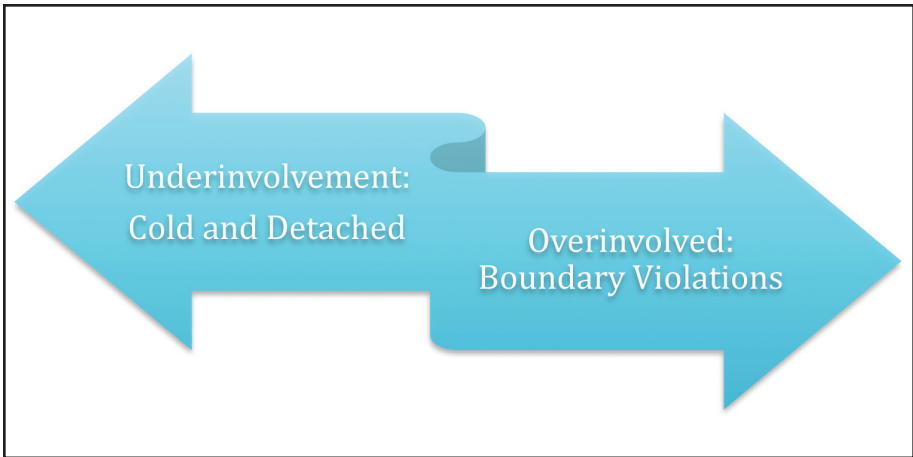 Underinvolvement:
Cold and Detached
Overinvolved:
Boundary Violations